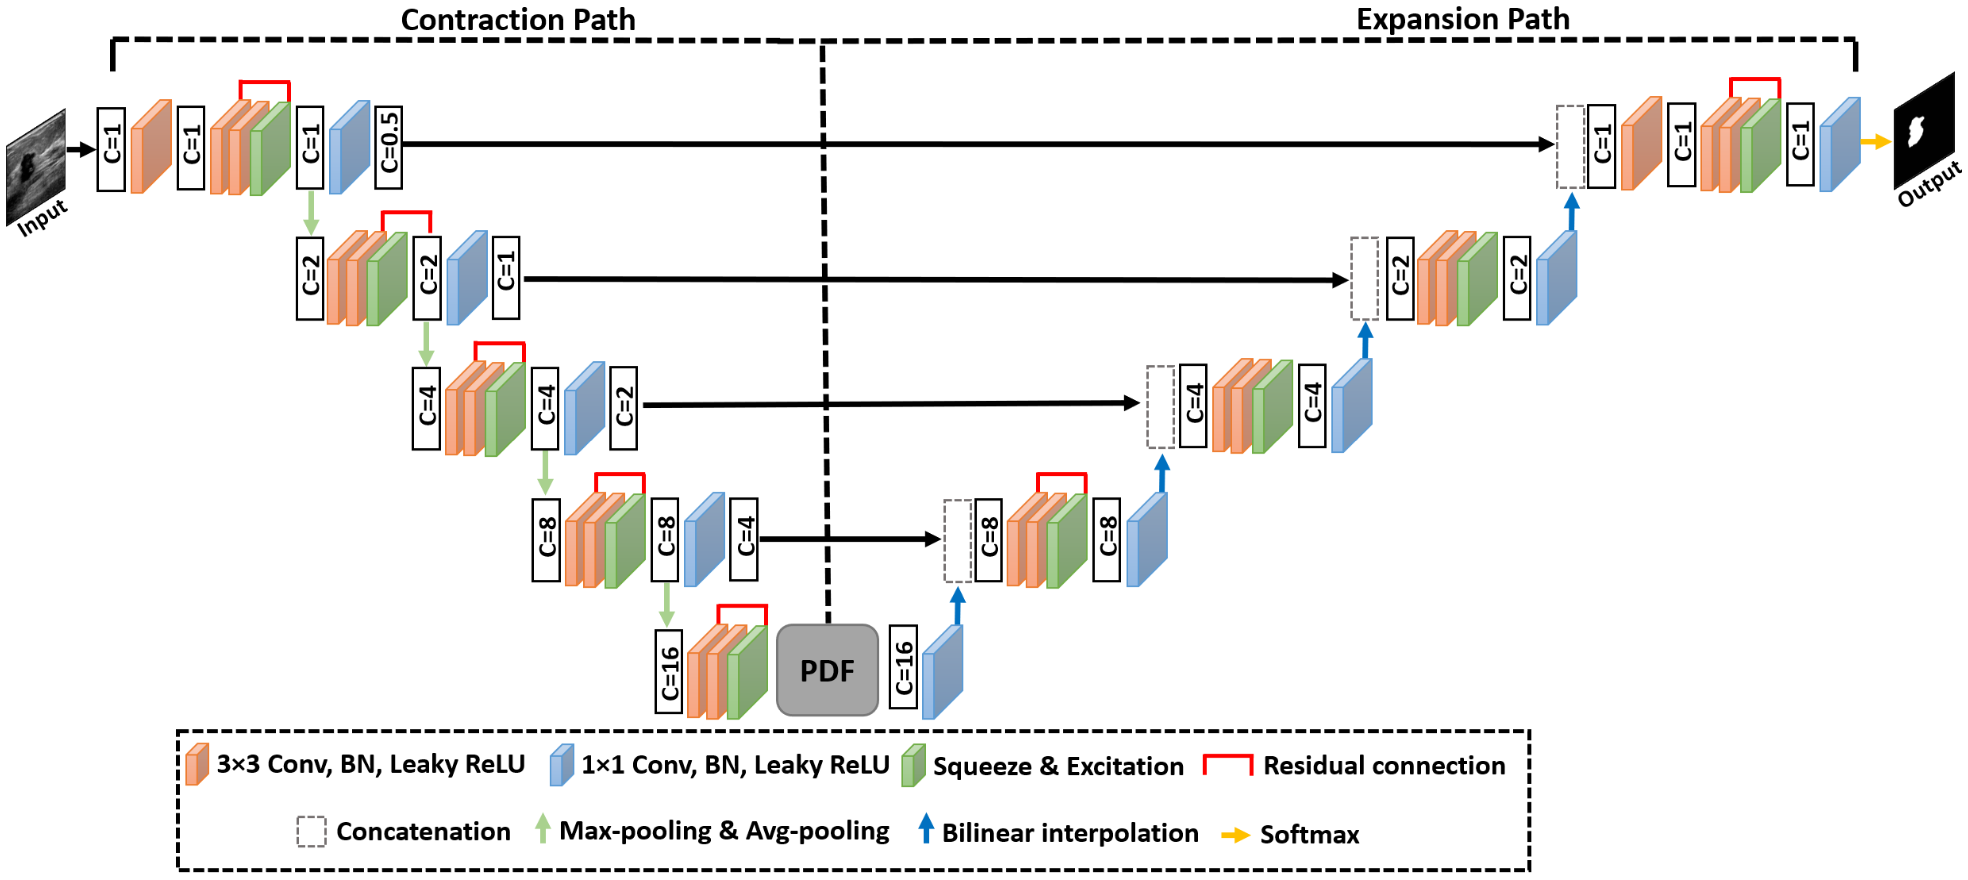 Contraction Path
Expansion Path
Input
C=1
C=1
C=1
C=0.5
C=1
C=1
C=1
Output
C=2
C=2
C=1
C=2
C=2
C=4
C=4
C=2
C=4
C=4
C=8
C=8
C=4
C=8
C=8
C=16
PDF
C=16
3×3 Conv, BN, Leaky ReLU
1×1 Conv, BN, Leaky ReLU
Squeeze & Excitation
Residual connection
Concatenation
Max-pooling & Avg-pooling
Bilinear interpolation
Softmax